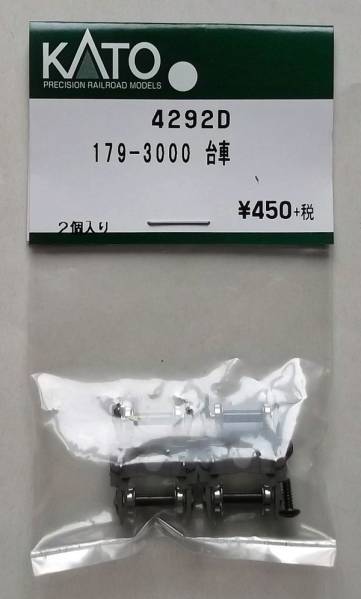 KATO
PRECISION RAILROAD MODELS
4292D
179-3000 台車
¥450+税
2個入り